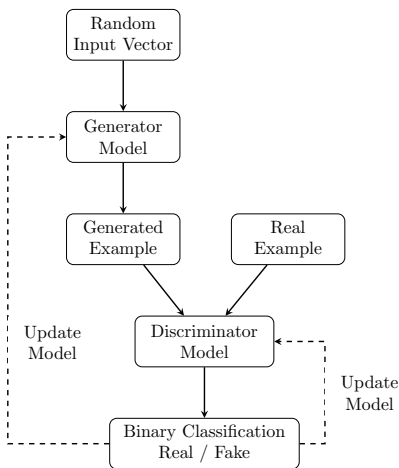 Random
Input Vector
Generator
Model
Generated
Example
Real
Example
Discriminator
Model
Update
Model
Update
Model
Binary Classification
Real / Fake